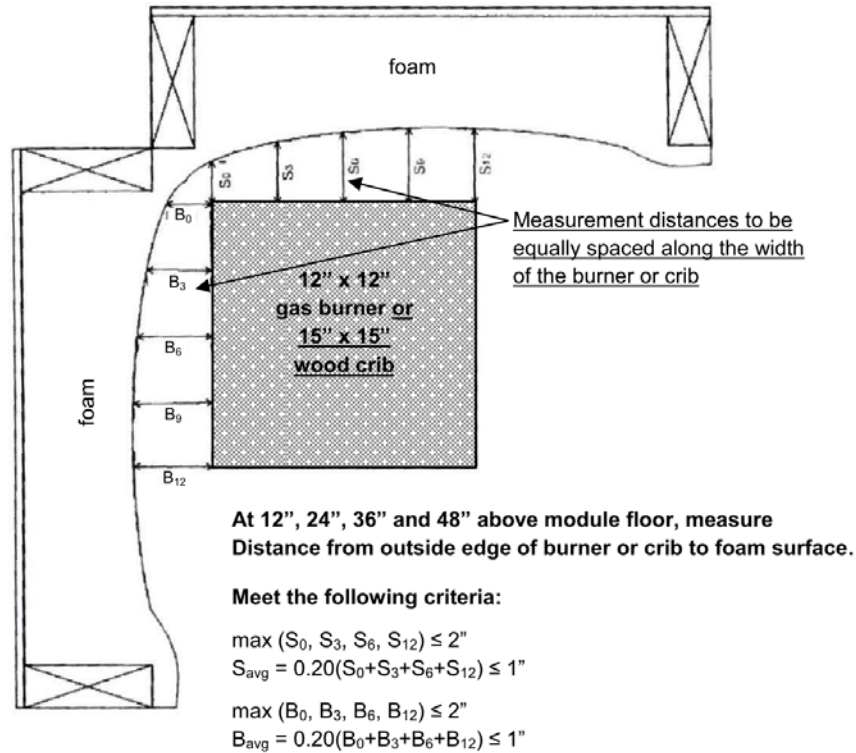 foam
S₀
S₃
S₆
S₉
S₁₂
B₀
B₃
B₆
B₉
B₁₂
foam
12” x 12”
gas burner or
15” x 15”
wood crib
Measurement distances to be
equally spaced along the width
of the burner or crib
At 12”, 24”, 36” and 48” above module floor, measure
Distance from outside edge of burner or crib to foam surface.
Meet the following criteria:
max (S₀, S₃, S₆, S₁₂) ≤ 2”
Sₐᵥg = 0.20(S₀+S₃+S₆+S₁₂) ≤ 1”
max (B₀, B₃, B₆, B₁₂) ≤ 2”
Bₐᵥg = 0.20(B₀+B₃+B₆+B₁₂) ≤ 1”